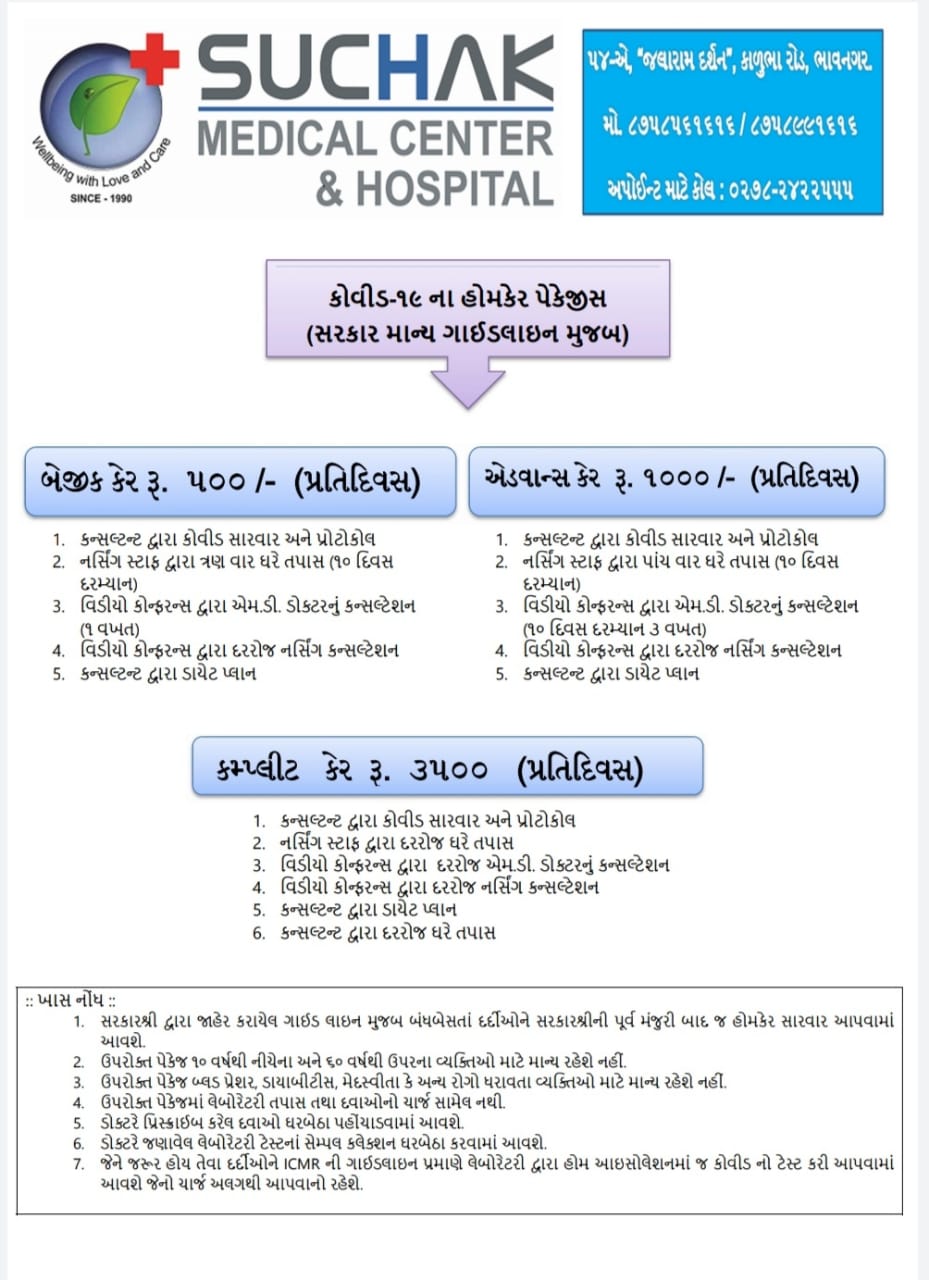 SUCHAK
MEDICAL CENTER
& HOSPITAL
Wellbeing with Love and Care
SINCE - 1990
૫૪-એ, "જલારામ દર્શન", કાળુભા રોડ, ભાવનગર.
મો. ૮૭૫૮૫૬૧૬૧૬ / ૮૭૫૮૯૯૧૬૧૬
અપોઈન્ટ માટે કોલ : ૦૨૭૮-૨૪૨૨૫૫૫
કોવીડ-૧૯ ના હોમકેર પેકેજીસ
(સરકાર માન્ય ગાઈડલાઇન મુજબ)
બેજીક કેર રૂ. ૫૦૦ /- (પ્રતિદિવસ)
1. કન્સલ્ટન્ટ દ્વારા કોવીડ સારવાર અને પ્રોટોકોલ
2. નર્સિંગ સ્ટાફ દ્વારા ત્રણ વાર ઘરે તપાસ (૧૦ દિવસ
દરમ્યાન)
3. વિડીયો કોન્ફરન્સ દ્વારા એમ.ડી. ડોક્ટરનું કન્સલ્ટેશન
(૧ વખત)
4. વિડીયો કોન્ફરન્સ દ્વારા દરરોજ નર્સિંગ કન્સલ્ટેશન
5. કન્સલ્ટન્ટ દ્વારા ડાયેટ પ્લાન
એડવાન્સ કેર રૂ. ૧૦૦૦ /- (પ્રતિદિવસ)
1. કન્સલ્ટન્ટ દ્વારા કોવીડ સારવાર અને પ્રોટોકોલ
2. નર્સિંગ સ્ટાફ દ્વારા પાંચ વાર ઘરે તપાસ (૧૦ દિવસ
દરમ્યાન)
3. વિડીયો કોન્ફરન્સ દ્વારા એમ.ડી. ડોક્ટરનું કન્સલ્ટેશન
(૧૦ દિવસ દરમ્યાન ૩ વખત)
4. વિડીયો કોન્ફરન્સ દ્વારા દરરોજ નર્સિંગ કન્સલ્ટેશન
5. કન્સલ્ટન્ટ દ્વારા ડાયેટ પ્લાન
કમ્પ્લીટ કેર રૂ. ૩૫૦૦ (પ્રતિદિવસ)
1. કન્સલ્ટન્ટ દ્વારા કોવીડ સારવાર અને પ્રોટોકોલ
2. નર્સિંગ સ્ટાફ દ્વારા દરરોજ ઘરે તપાસ
3. વિડીયો કોન્ફરન્સ દ્વારા દરરોજ એમ.ડી. ડોક્ટરનું કન્સલ્ટેશન
4. વિડીયો કોન્ફરન્સ દ્વારા દરરોજ નર્સિંગ કન્સલ્ટેશન
5. કન્સલ્ટન્ટ દ્વારા ડાયેટ પ્લાન
6. કન્સલ્ટન્ટ દ્વારા દરરોજ ઘરે તપાસ
:: ખાસ નોંધ ::
1. સરકારશ્રી દ્વારા જાહેર કરાયેલ ગાઈડ લાઇન મુજબ બંધબેસતાં દર્દીઓને સરકારશ્રીની પૂર્વ મંજુરી બાદ જ હોમકેર સારવાર આપવામાં
આવશે.
2. ઉપરોક્ત પેકેજ ૧૦ વર્ષથી નીચેના અને ૬૦ વર્ષથી ઉપરના વ્યક્તિઓ માટે માન્ય રહેશે નહીં.
3. ઉપરોક્ત પેકેજ બ્લડ પ્રેશર, ડાયાબીટીસ, મેદસ્વીતા કે અન્ય રોગો ધરાવતા વ્યક્તિઓ માટે માન્ય રહેશે નહીં.
4. ઉપરોક્ત પેકેજમાં લેબોરેટરી તપાસ તથા દવાઓનો ચાર્જ સામેલ નથી.
5. ડોક્ટરે પ્રિસ્ક્રાઈબ કરેલ દવાઓ ઘરબેઠા પહોંચાડવામાં આવશે.
6. ડોક્ટરે જણાવેલ લેબોરેટરી ટેસ્ટનાં સેમ્પલ કલેક્શન ઘરબેઠા કરવામાં આવશે.
7. જેને જરૂર હોય તેવા દર્દીઓને ICMR ની ગાઈડલાઇન પ્રમાણે લેબોરેટરી દ્વારા હોમ આઇસોલેશનમાં જ કોવીડ નો ટેસ્ટ કરી આપવામાં
આવશે જેનો ચાર્જ અલગથી આપવાનો રહેશે.